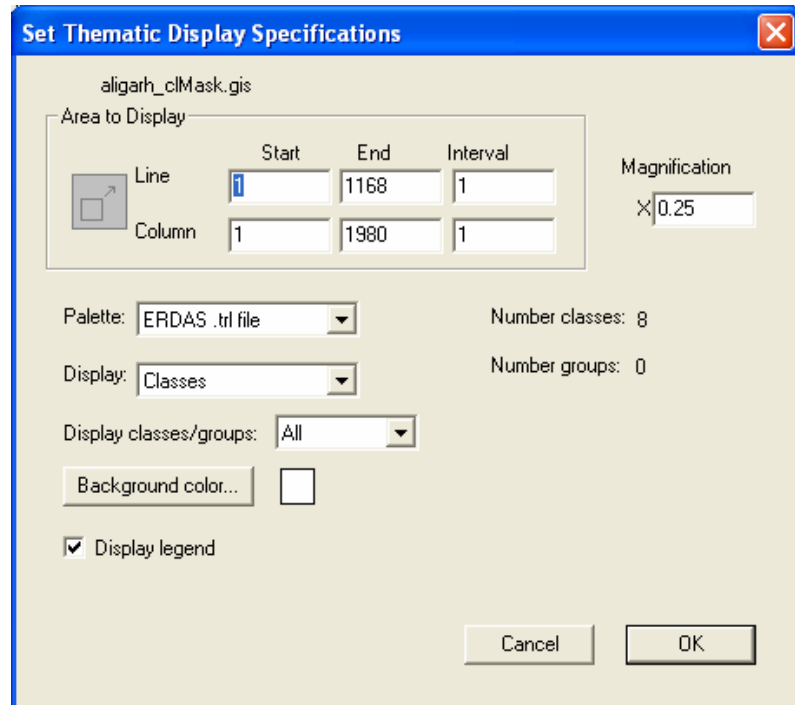 Set Thematic Display Specifications
aligarh_clMask.gis
Area to Display
Start End Interval
Line 1 1168 1
Column 1 1980 1
Magnification
X 0.25
Palette: ERDAS .trl file
Number classes: 8
Display: Classes
Number groups: 0
Display classes/groups: All
Background color...
Display legend
Cancel OK